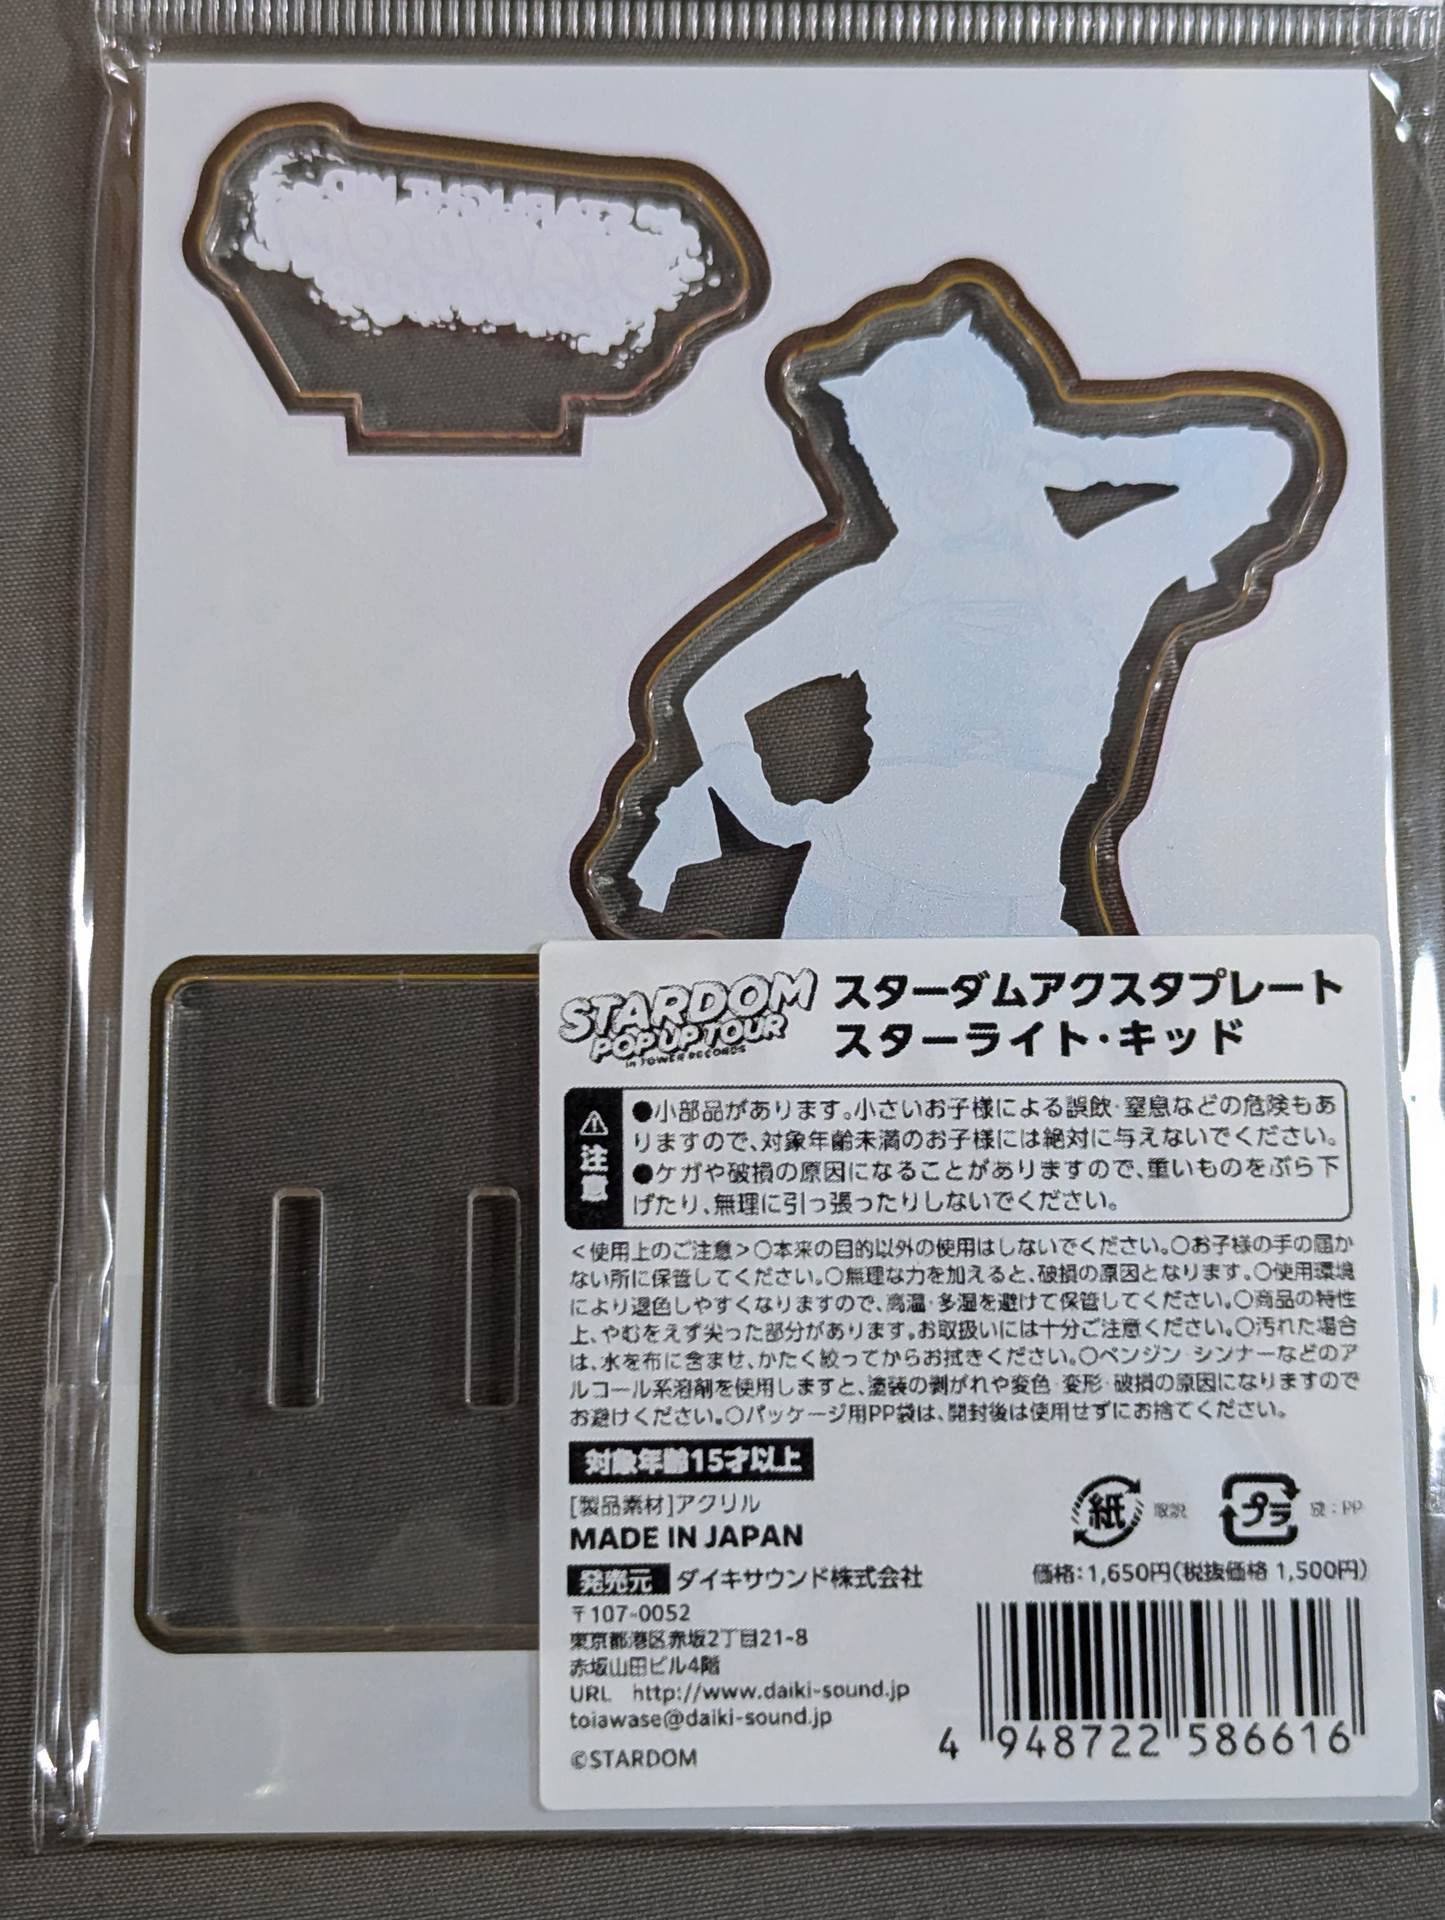 STARDOM
POP UP TOUR
in TOWER RECORDS
スターダムアクスタプレート
スターライト・キッド
注意
●小部品があります。小さいお子様による誤飲・窒息などの危険もあ
りますので、対象年齢未満のお子様には絶対に与えないでください。
●ケガや破損の原因になることがありますので、重いものをぶら下
げたり、無理に引っ張ったりしないでください。
<使用上のご注意>○本来の目的以外の使用はしないでください。○お子様の手の届か
ない所に保管してください。○無理な力を加えると、破損の原因となります。○使用環境
により退色しやすくなりますので、高温・多湿を避けて保管してください。○商品の特性
上、やむをえず尖った部分があります。お取扱いには十分ご注意ください。○汚れた場合
は、水を布に含ませ、かたく絞ってからお拭きください。○ベンジン・シンナーなどのア
ルコール系溶剤を使用しますと、塗装の剥がれや変色・変形・破損の原因になりますので
お避けください。○パッケージ用PP袋は、開封後は使用せずにお捨てください。
対象年齢15才以上
[製品素材]アクリル
MADE IN JAPAN
紙 取説
プラ 袋:PP
発売元 ダイキサウンド株式会社
価格:1,650円(税抜価格 1,500円)
〒107-0052
東京都港区赤坂2丁目21-8
赤坂山田ビル4階
URL http://www.daiki-sound.jp
toiawase@daiki-sound.jp
©STARDOM
4 948722 586616